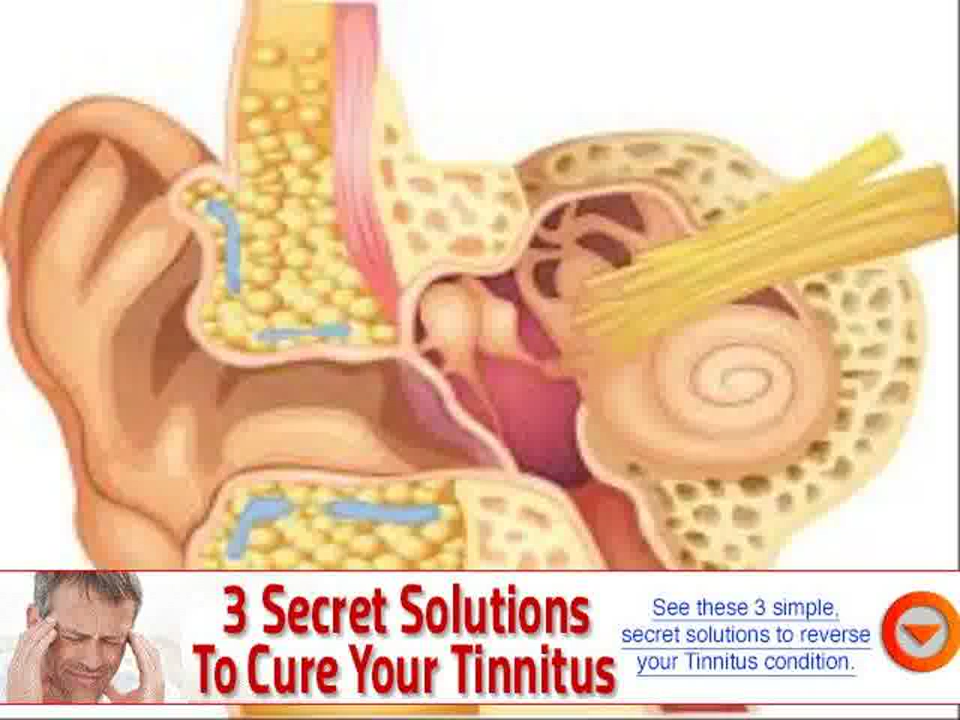 3 Secret Solutions
To Cure Your Tinnitus
See these 3 simple,
secret solutions to reverse
your Tinnitus condition.